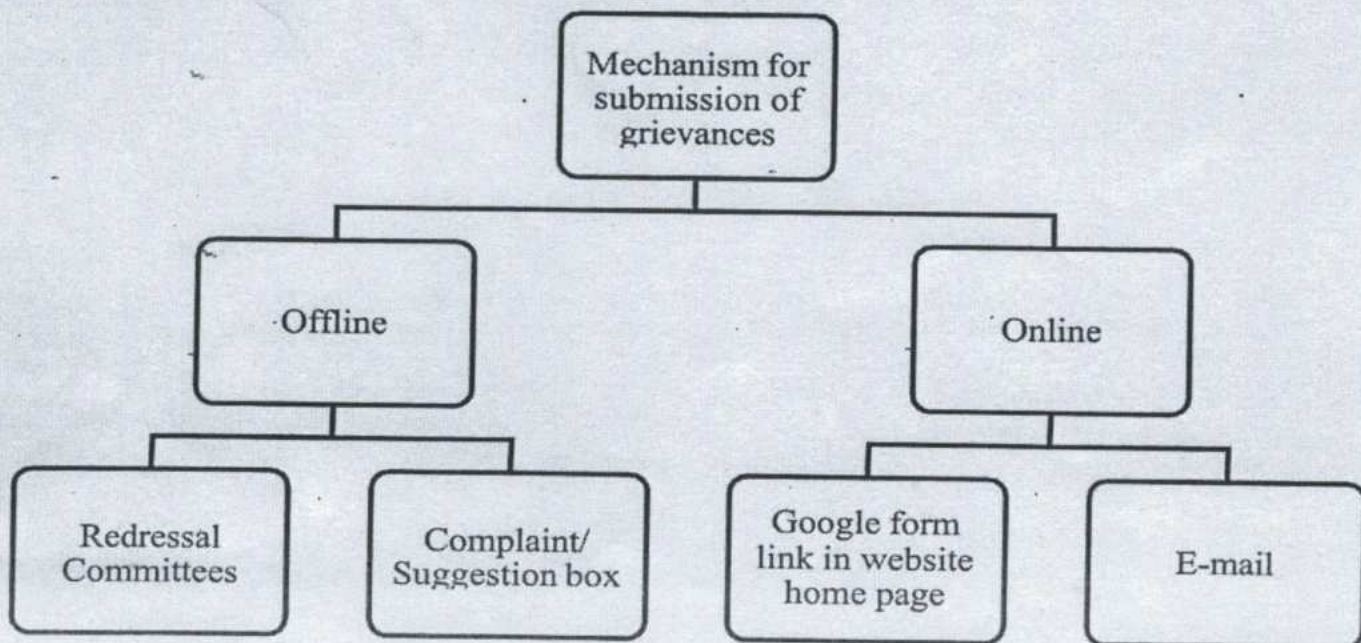 Mechanism for
submission of
grievances
Offline
Online
Redressal
Committees
Complaint/
Suggestion box
Google form
link in website
home page
E-mail